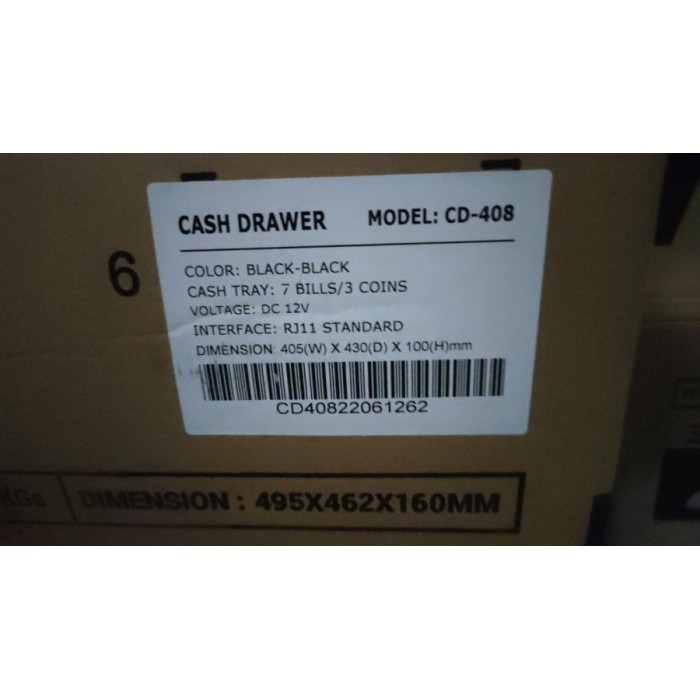 CASH DRAWER MODEL: CD-408
6
COLOR: BLACK-BLACK
CASH TRAY: 7 BILLS/3 COINS
VOLTAGE: DC 12V
INTERFACE: RJ11 STANDARD
DIMENSION: 405(W) X 430(D) X 100(H)mm
CD40822061262
KGs DIMENSION : 495X462X160MM